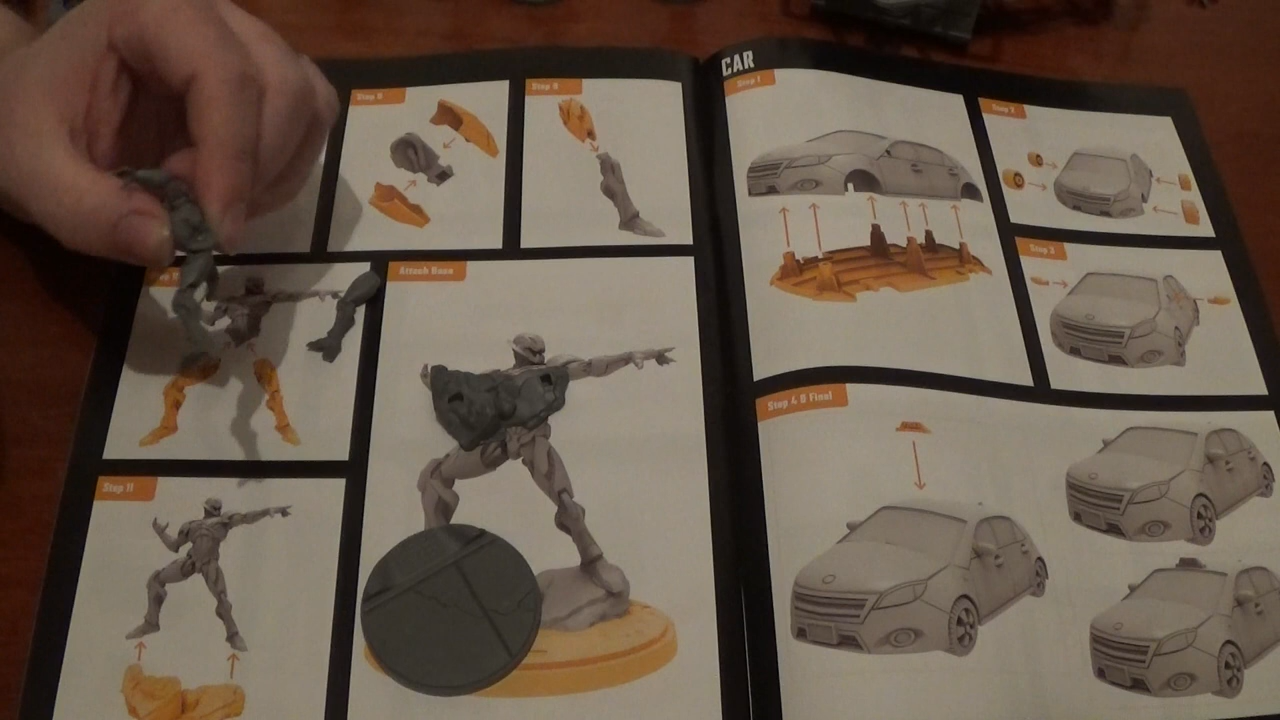 Step 8
Step 9
Attach Base
Step 11
CAR
Step 1
Step 2
Step 3
Step 4 & Final